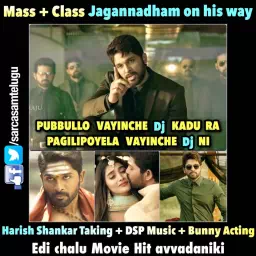 Mass + Class Jagannadham on his way
PUBBULLO VAYINCHE Dj KADU RA
PAGILIPOYELA VAYINCHE Dj NI
/sarcasamtelugu
Harish Shankar Taking + DSP Music + Bunny Acting
Edi chalu Movie Hit avvadaniki